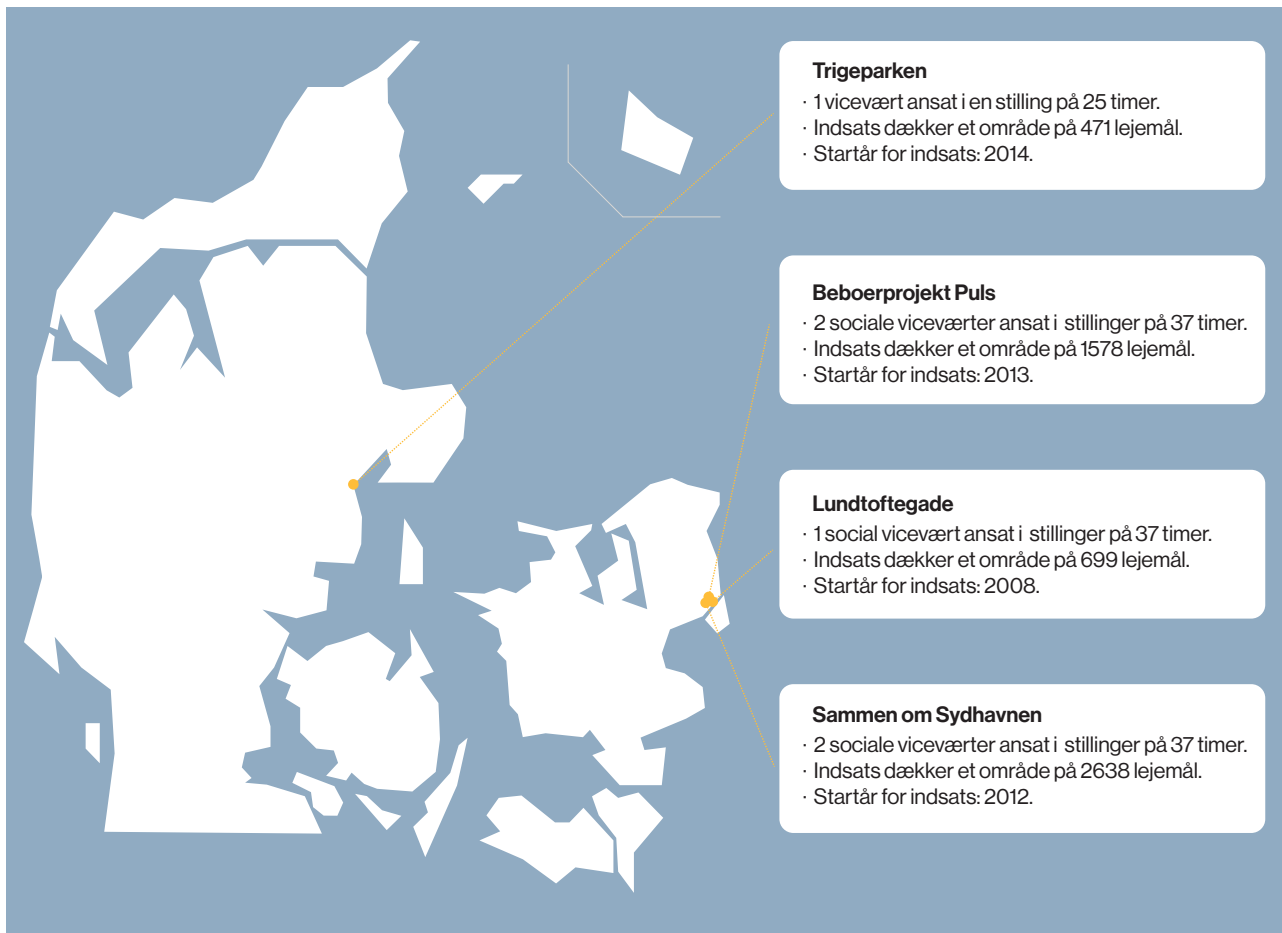 Trigeparken
· 1 vicevært ansat i en stilling på 25 timer.
· Indsats dækker et område på 471 lejemål.
· Startår for indsats: 2014.
Beboerprojekt Puls
· 2 sociale viceværter ansat i stillinger på 37 timer.
· Indsats dækker et område på 1578 lejemål.
· Startår for indsats: 2013.
Lundtoftegade
· 1 social vicevært ansat i stillinger på 37 timer.
· Indsats dækker et område på 699 lejemål.
· Startår for indsats: 2008.
Sammen om Sydhavnen
· 2 sociale viceværter ansat i stillinger på 37 timer.
· Indsats dækker et område på 2638 lejemål.
· Startår for indsats: 2012.